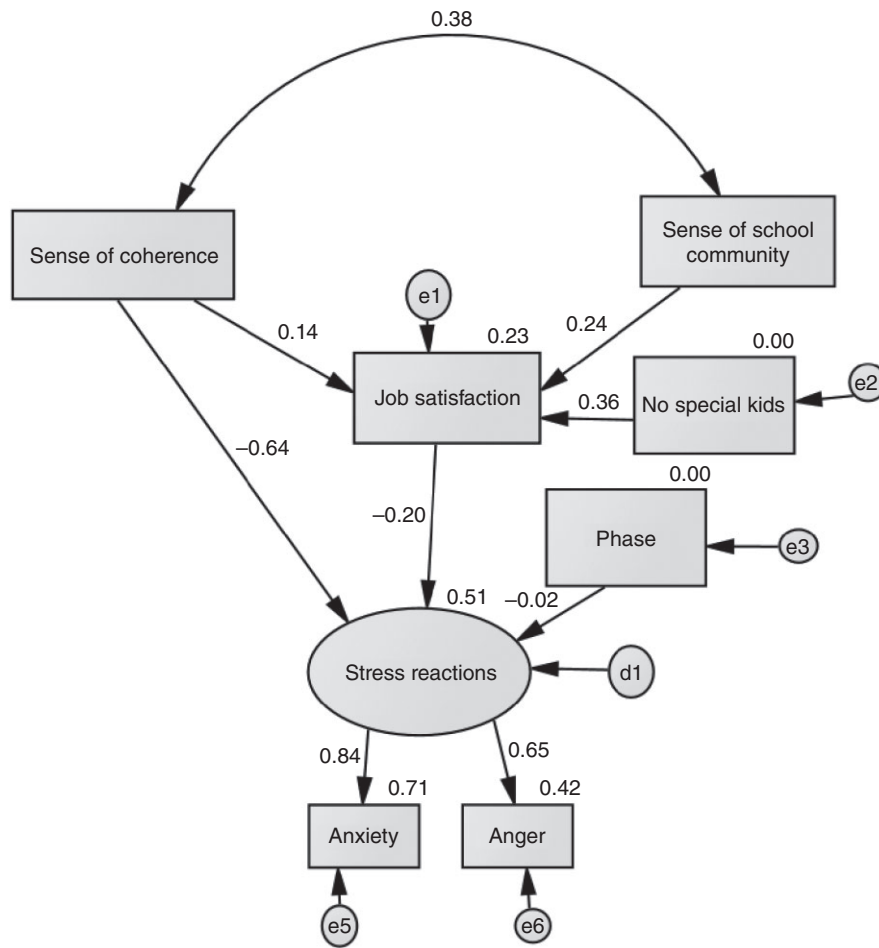 0.38
Sense of coherence
Sense of school
community
e1
0.14
0.23
0.24
0.00
Job satisfaction
0.36
No special kids
e2
−0.64
0.00
−0.20
Phase
e3
0.51
−0.02
Stress reactions
d1
0.84
0.65
0.71
0.42
Anxiety
Anger
e5
e6